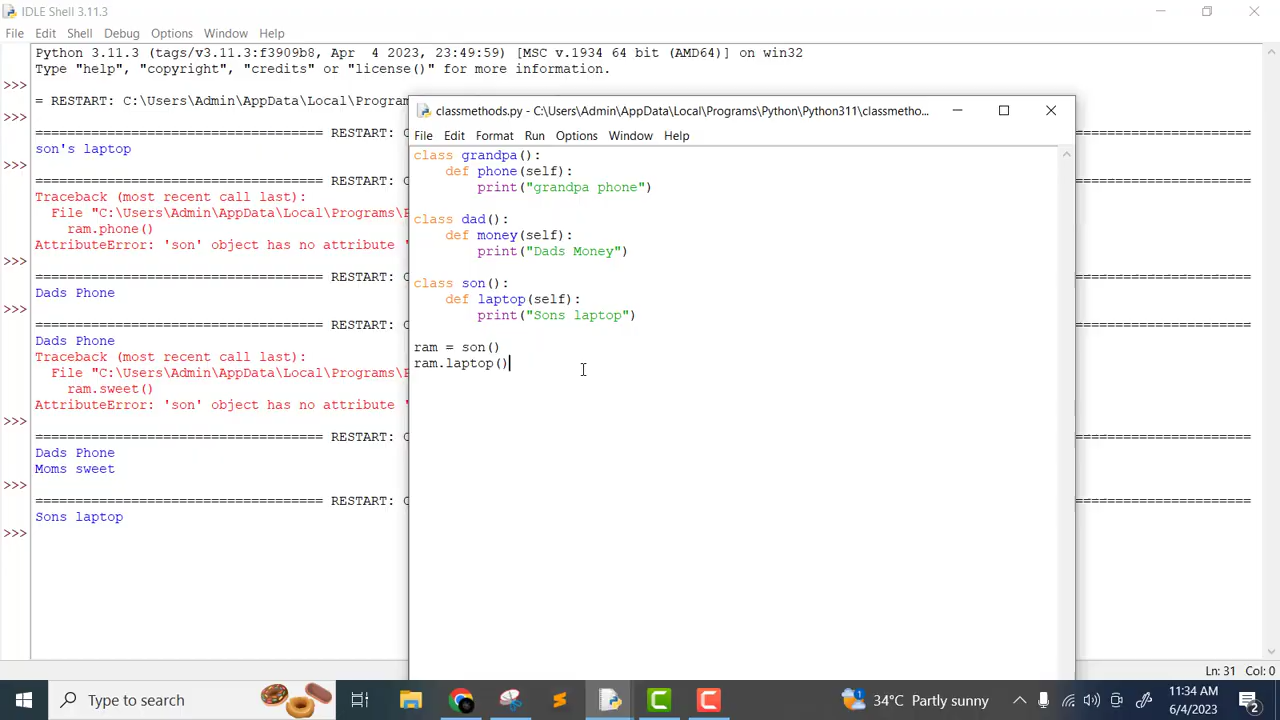 IDLE Shell 3.11.3
File Edit Shell Debug Options Window Help
Python 3.11.3 (tags/v3.11.3:f3909b8, Apr  4 2023, 23:49:59) [MSC v.1934 64 bit (AMD64)] on win32
Type "help", "copyright", "credits" or "license()" for more information.
>>>
= RESTART: C:\Users\Admin\AppData\Local\Program
>>>
==================================== RESTART: C
son's laptop
>>>
==================================== RESTART: C
Traceback (most recent call last):
  File "C:\Users\Admin\AppData\Local\Programs\
    ram.phone()
AttributeError: 'son' object has no attribute '
>>>
==================================== RESTART: C
Dads Phone
>>>
==================================== RESTART: C
Dads Phone
Traceback (most recent call last):
  File "C:\Users\Admin\AppData\Local\Programs\
    ram.sweet()
AttributeError: 'son' object has no attribute '
>>>
==================================== RESTART: C
Dads Phone
Moms sweet
>>>
==================================== RESTART: C
Sons laptop
>>>
classmethods.py - C:\Users\Admin\AppData\Local\Programs\Python\Python311\classmetho...
File Edit Format Run Options Window Help
class grandpa():
    def phone(self):
        print("grandpa phone")
class dad():
    def money(self):
        print("Dads Money")
class son():
    def laptop(self):
        print("Sons laptop")
ram = son()
ram.laptop()
Ln: 31 Col: 0
Type to search
34°C Partly sunny
11:34 AM
6/4/2023
2